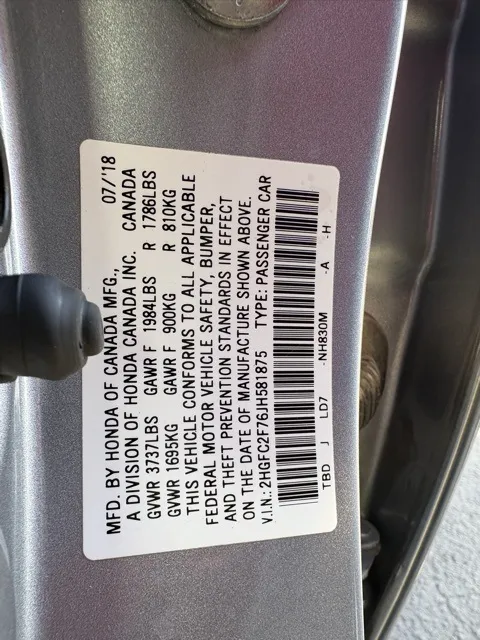 MFD. BY HONDA OF CANADA MFG., 07/'18
A DIVISION OF HONDA CANADA INC. CANADA
GVWR 3737LBS GAWR F 1984LBS R 1786LBS
GVWR 1695KG GAWR F 900KG R 810KG
THIS VEHICLE CONFORMS TO ALL APPLICABLE
FEDERAL MOTOR VEHICLE SAFETY, BUMPER,
AND THEFT PREVENTION STANDARDS IN EFFECT
ON THE DATE OF MANUFACTURE SHOWN ABOVE.
V.I.N.: 2HGFC2F76JH581875 TYPE: PASSENGER CAR
TBD J LD7 -NH830M -A -H